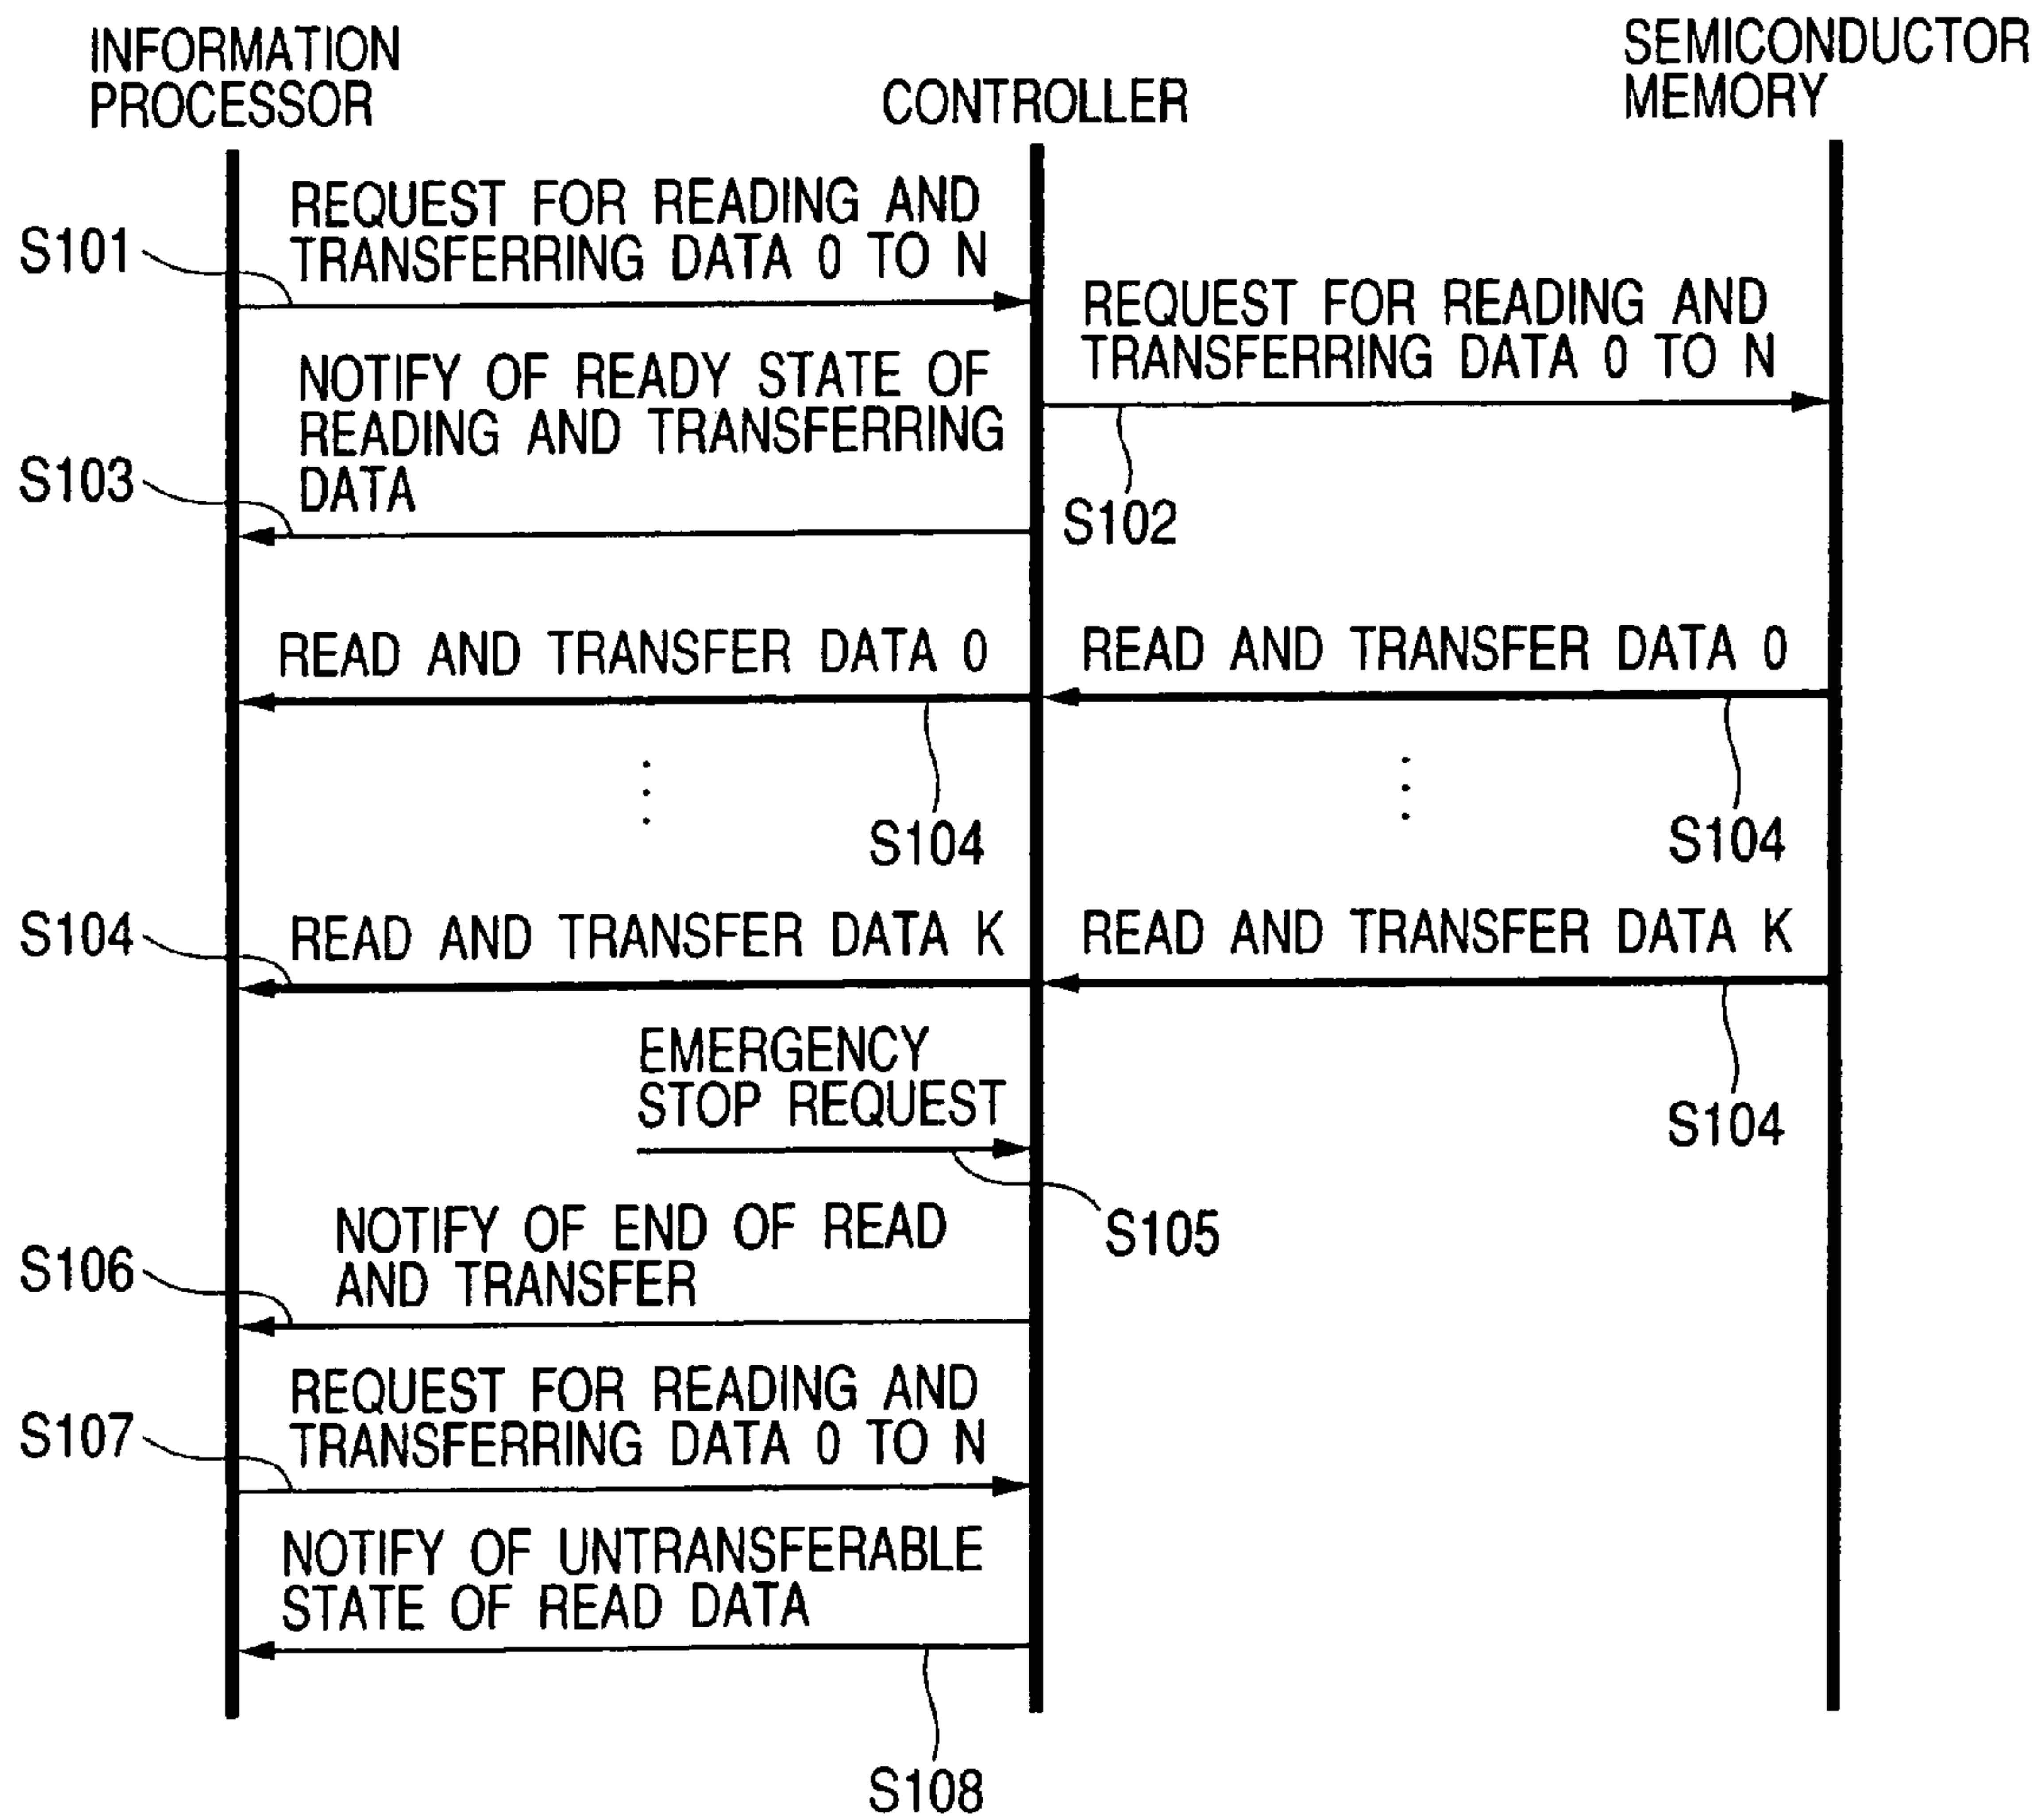 INFORMATION
PROCESSOR
CONTROLLER
SEMICONDUCTOR
MEMORY
S101
REQUEST FOR READING AND
TRANSFERRING DATA 0 TO N
REQUEST FOR READING AND
TRANSFERRING DATA 0 TO N
S102
S103
NOTIFY OF READY STATE OF
READING AND TRANSFERRING
DATA
READ AND TRANSFER DATA 0
READ AND TRANSFER DATA 0
S104
S104
S104
READ AND TRANSFER DATA K
READ AND TRANSFER DATA K
S104
EMERGENCY
STOP REQUEST
S105
S106
NOTIFY OF END OF READ
AND TRANSFER
S107
REQUEST FOR READING AND
TRANSFERRING DATA 0 TO N
NOTIFY OF UNTRANSFERABLE
STATE OF READ DATA
S108